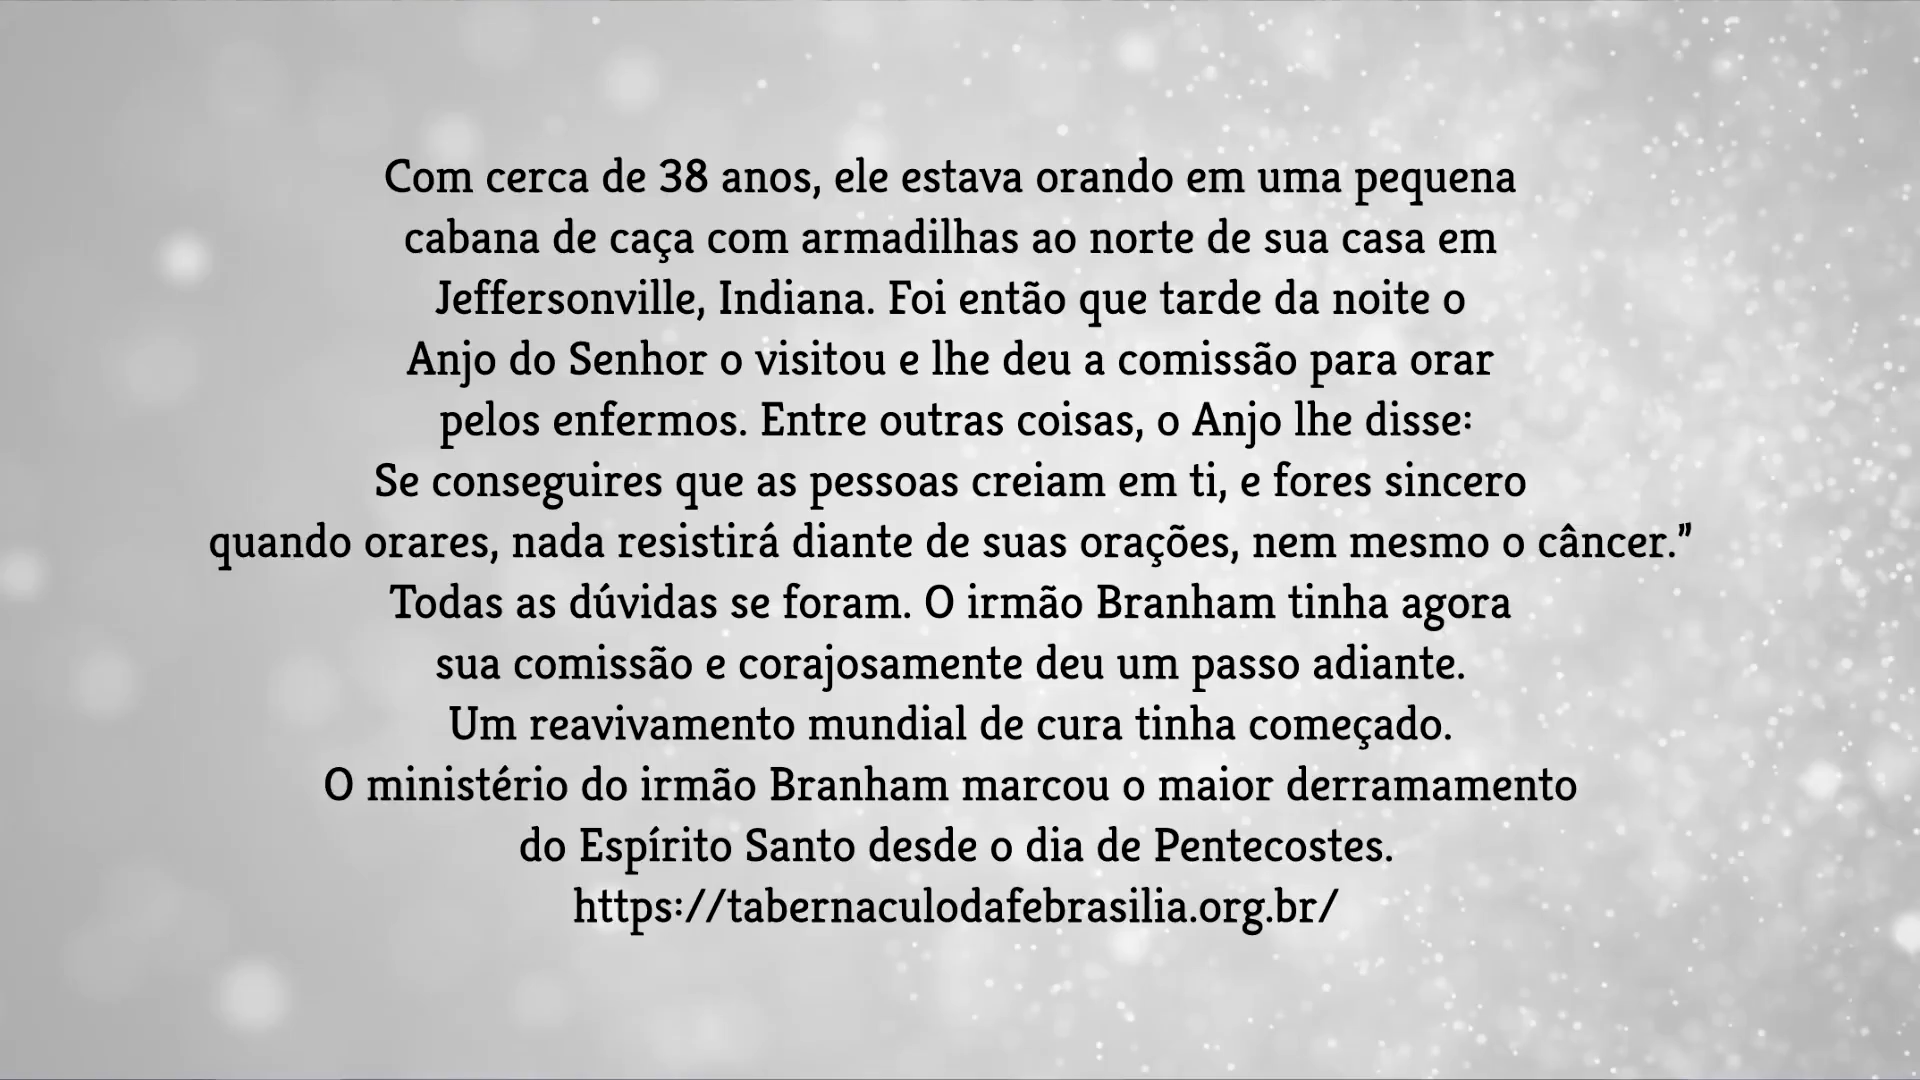 Com cerca de 38 anos, ele estava orando em uma pequena
cabana de caça com armadilhas ao norte de sua casa em
Jeffersonville, Indiana. Foi então que tarde da noite o
Anjo do Senhor o visitou e lhe deu a comissão para orar
pelos enfermos. Entre outras coisas, o Anjo lhe disse:
Se conseguires que as pessoas creiam em ti, e fores sincero
quando orares, nada resistirá diante de suas orações, nem mesmo o câncer.”
Todas as dúvidas se foram. O irmão Branham tinha agora
sua comissão e corajosamente deu um passo adiante.
Um reavivamento mundial de cura tinha começado.
O ministério do irmão Branham marcou o maior derramamento
do Espírito Santo desde o dia de Pentecostes.
https://tabernaculodafebrasilia.org.br/